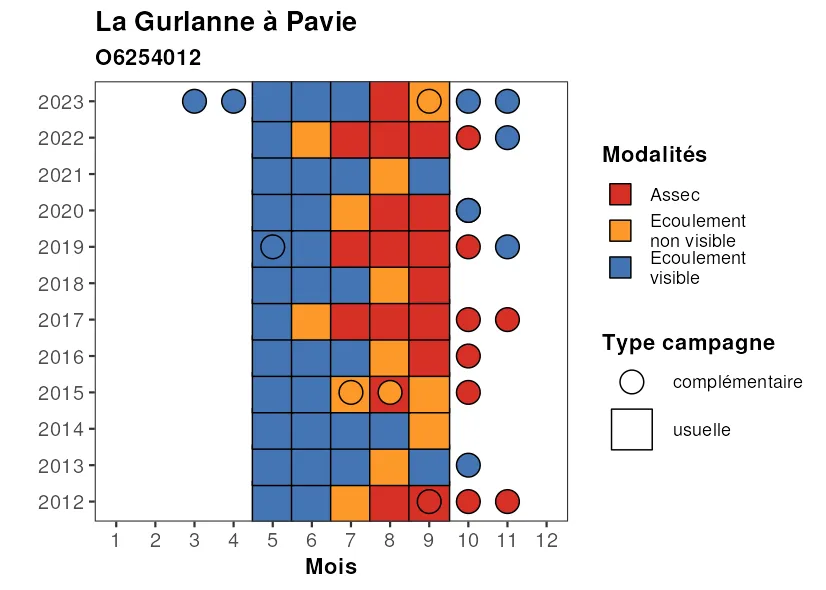 La Gurlanne à Pavie
O6254012
2023
2022
2021
2020
2019
2018
2017
2016
2015
2014
2013
2012
1 2 3 4 5 6 7 8 9 10 11 12
Mois
Modalités
Assec
Ecoulement
non visible
Ecoulement
visible
Type campagne
complémentaire
usuelle